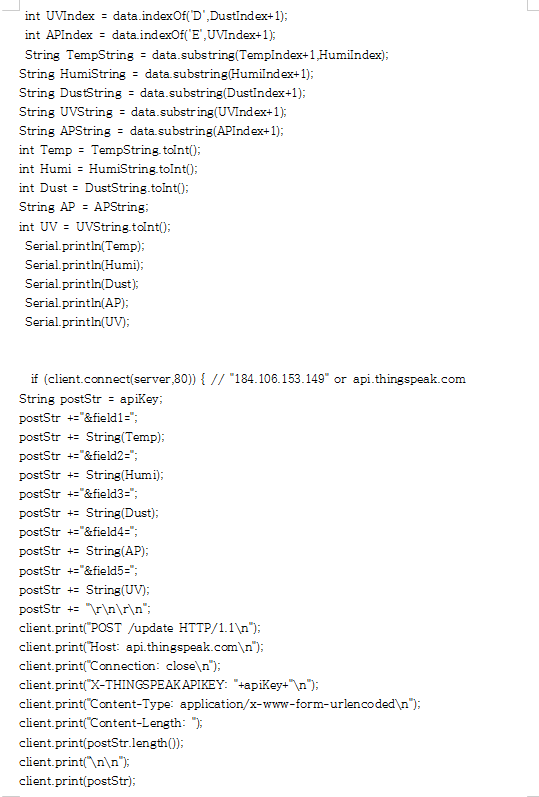 int UVIndex = data.indexOf('D',DustIndex+1);
int APIndex = data.indexOf('E',UVIndex+1);
String TempString = data.substring(TempIndex+1,HumiIndex);
String HumiString = data.substring(HumiIndex+1);
String DustString = data.substring(DustIndex+1);
String UVString = data.substring(UVIndex+1);
String APString = data.substring(APIndex+1);
int Temp = TempString.toInt();
int Humi = HumiString.toInt();
int Dust = DustString.toInt();
String AP = APString;
int UV = UVString.toInt();
Serial.println(Temp);
Serial.println(Humi);
Serial.println(Dust);
Serial.println(AP);
Serial.println(UV);
if (client.connect(server,80)) { // "184.106.153.149" or api.thingspeak.com
String postStr = apiKey;
postStr +="&field1=";
postStr += String(Temp);
postStr +="&field2=";
postStr += String(Humi);
postStr +="&field3=";
postStr += String(Dust);
postStr +="&field4=";
postStr += String(AP);
postStr +="&field5=";
postStr += String(UV);
postStr += "\r\n\r\n";
client.print("POST /update HTTP/1.1\n");
client.print("Host: api.thingspeak.com\n");
client.print("Connection: close\n");
client.print("X-THINGSPEAKAPIKEY: "+apiKey+"\n");
client.print("Content-Type: application/x-www-form-urlencoded\n");
client.print("Content-Length: ");
client.print(postStr.length());
client.print("\n\n");
client.print(postStr);